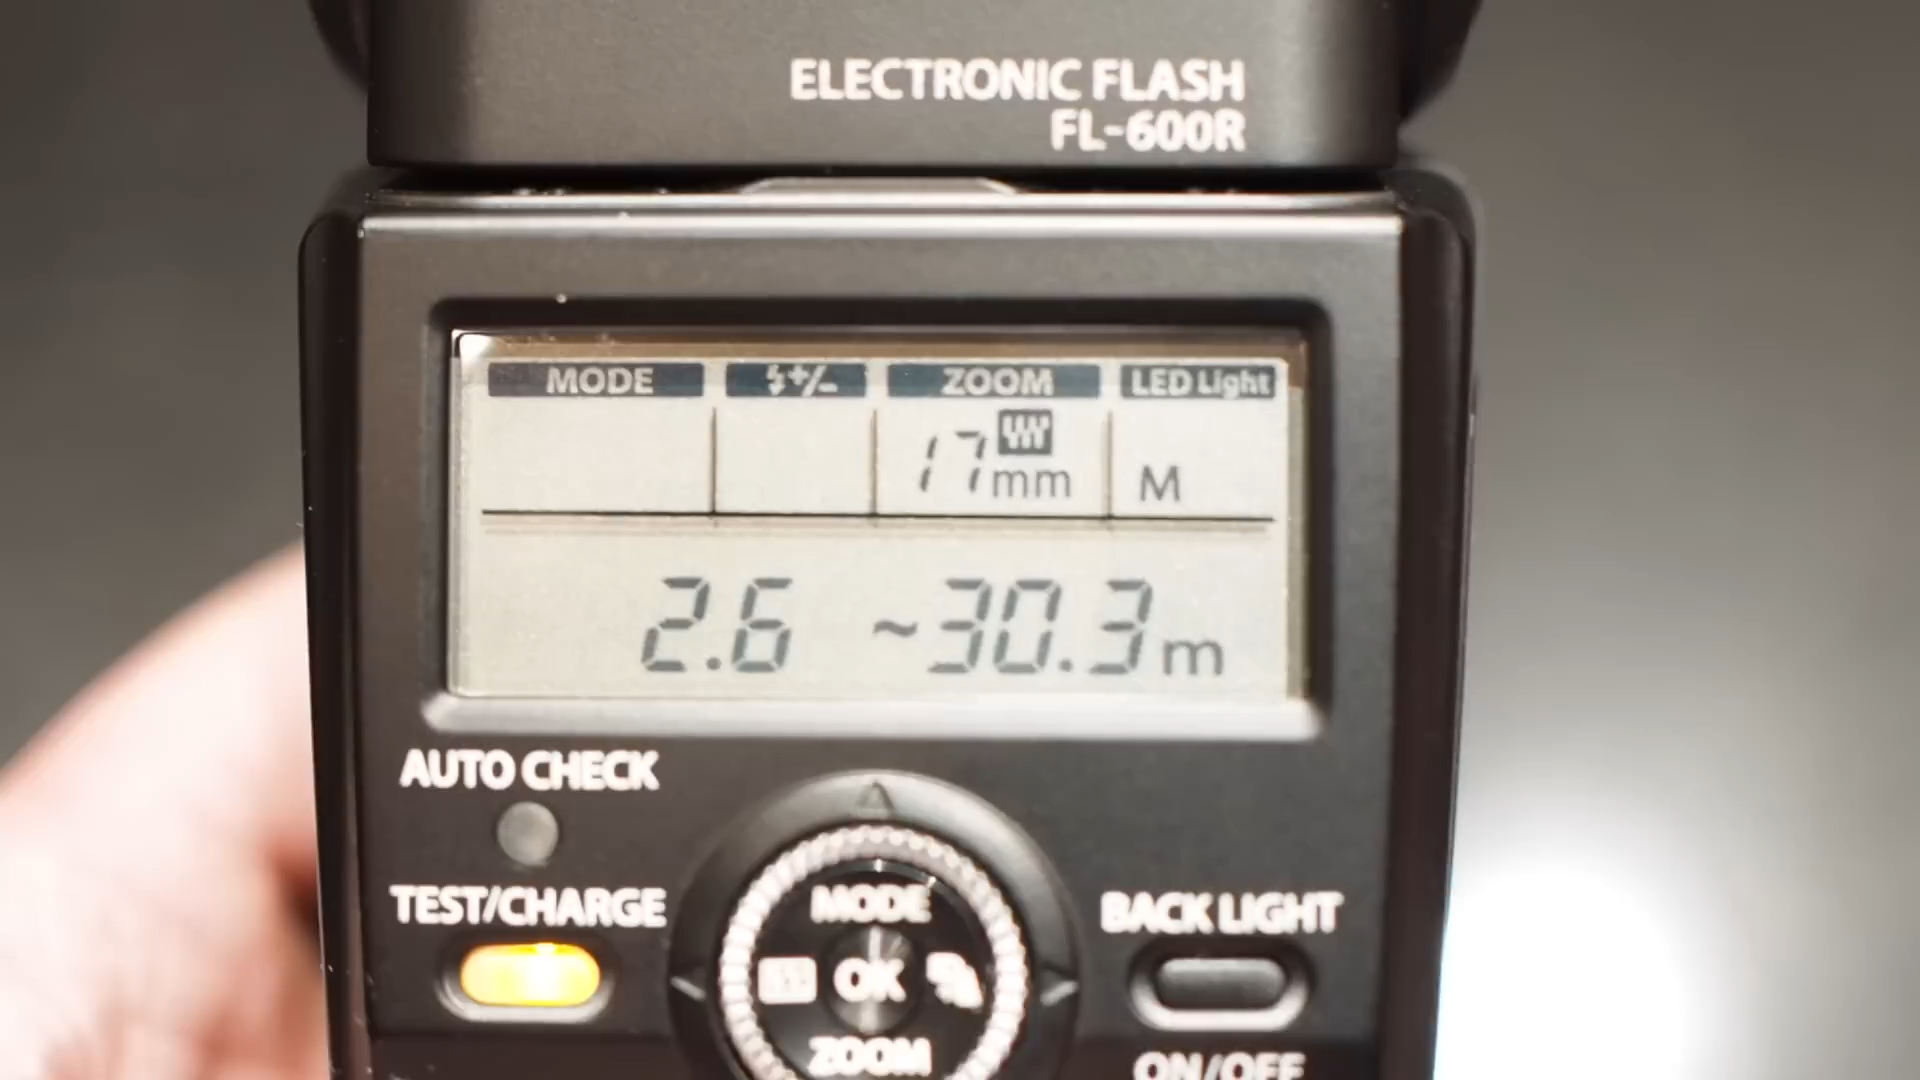 ELECTRONIC FLASH
FL-600R
MODE +/- ZOOM LED Light
17mm M
2.6 ~30.3m
AUTO CHECK
TEST/CHARGE
BACK LIGHT
MODE
OK
ZOOM
ON/OFF